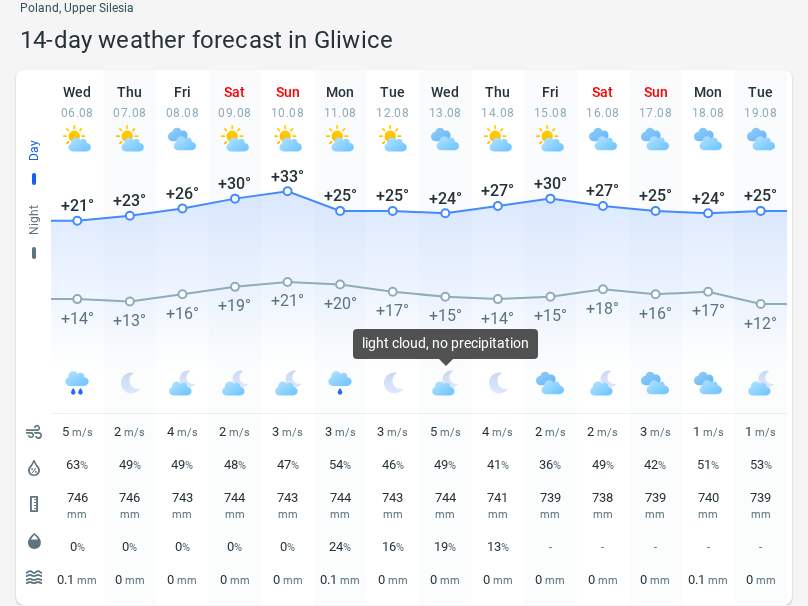 Poland, Upper Silesia
14-day weather forecast in Gliwice
Wed Thu Fri Sat Sun Mon Tue Wed Thu Fri Sat Sun Mon Tue
06.08 07.08 08.08 09.08 10.08 11.08 12.08 13.08 14.08 15.08 16.08 17.08 18.08 19.08
Day
+21° +23° +26° +30° +33° +25° +25° +24° +27° +30° +27° +25° +24° +25°
Night
+14° +13° +16° +19° +21° +20° +17° +15° +14° +15° +18° +16° +17° +12°
light cloud, no precipitation
5 m/s 2 m/s 4 m/s 2 m/s 3 m/s 3 m/s 3 m/s 5 m/s 4 m/s 2 m/s 2 m/s 3 m/s 1 m/s 1 m/s
63% 49% 49% 48% 47% 54% 46% 49% 41% 36% 49% 42% 51% 53%
746 746 743 744 743 744 743 744 741 739 738 739 740 739
mm mm mm mm mm mm mm mm mm mm mm mm mm mm
0% 0% 0% 0% 0% 24% 16% 19% 13% - - - - -
0.1 mm 0 mm 0 mm 0 mm 0 mm 0.1 mm 0 mm 0 mm 0 mm 0 mm 0 mm 0 mm 0.1 mm 0 mm